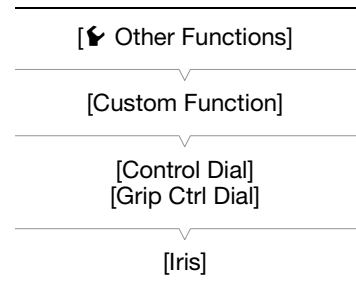 [ Other Functions]
[Custom Function]
[Control Dial]
[Grip Ctrl Dial]
[Iris]